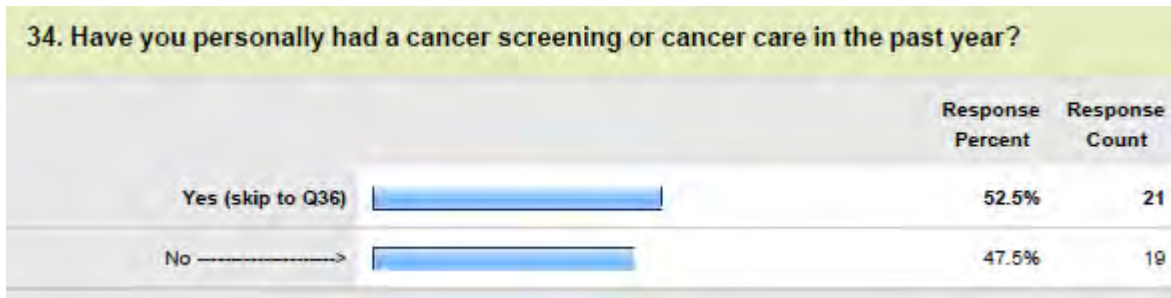 34. Have you personally had a cancer screening or cancer care in the past year?
Response Response
Percent Count
Yes (skip to Q36) 52.5% 21
No --------------------> 47.5% 19